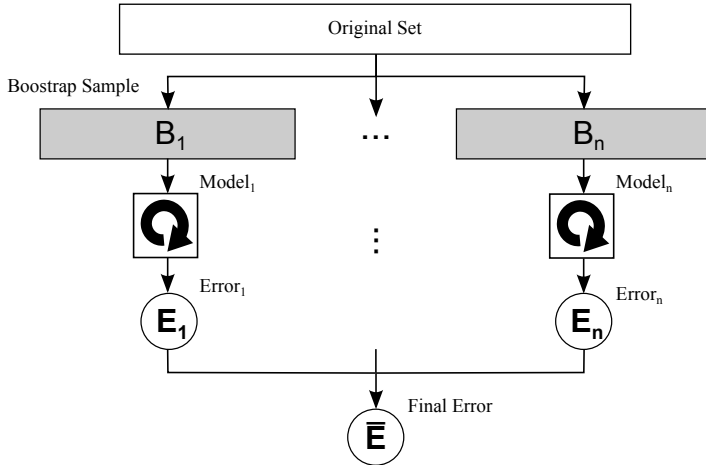 Original Set
Boostrap Sample
B₁ ... Bₙ
Model₁ Modelₙ
⋮
Error₁ Errorₙ
E₁ Eₙ
Final Error
E̅